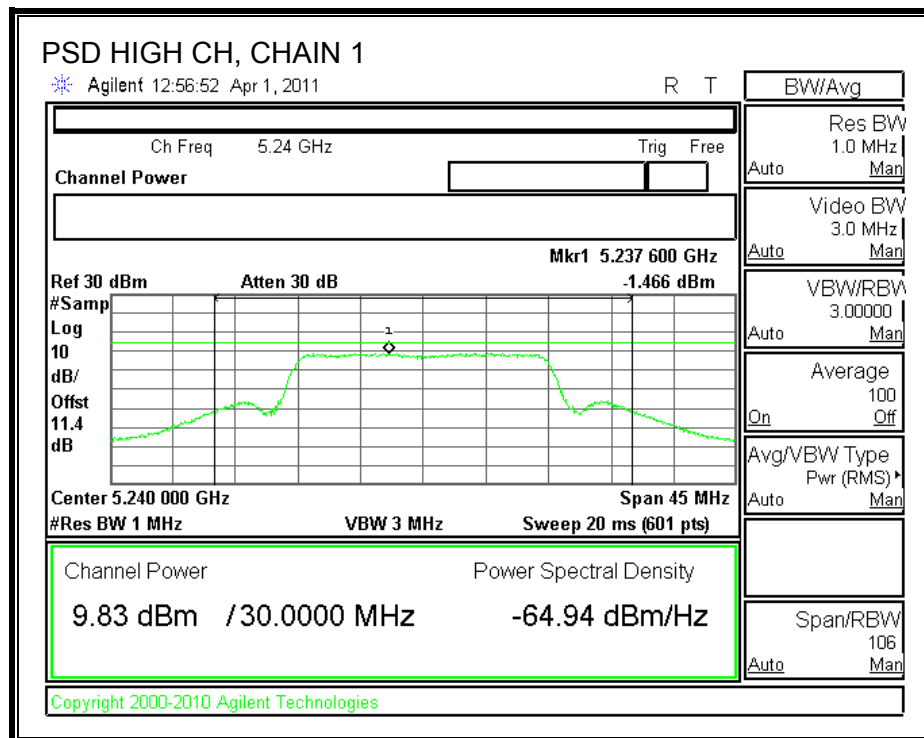 PSD HIGH CH, CHAIN 1
Agilent 12:56:52 Apr 1, 2011 R T
BW/Avg
Ch Freq 5.24 GHz Trig Free
Channel Power
Res BW
1.0 MHz
Auto Man
Video BW
3.0 MHz
Auto Man
Mkr1 5.237 600 GHz
Ref 30 dBm Atten 30 dB -1.466 dBm
#Samp
Log
10
dB/
Offst
11.4
dB
1
VBW/RBW
3.00000
Auto Man
Average
100
On Off
Avg/VBW Type
Pwr (RMS)
Auto Man
Center 5.240 000 GHz Span 45 MHz
#Res BW 1 MHz VBW 3 MHz Sweep 20 ms (601 pts)
Channel Power Power Spectral Density
9.83 dBm /30.0000 MHz -64.94 dBm/Hz
Span/RBW
106
Auto Man
Copyright 2000-2010 Agilent Technologies